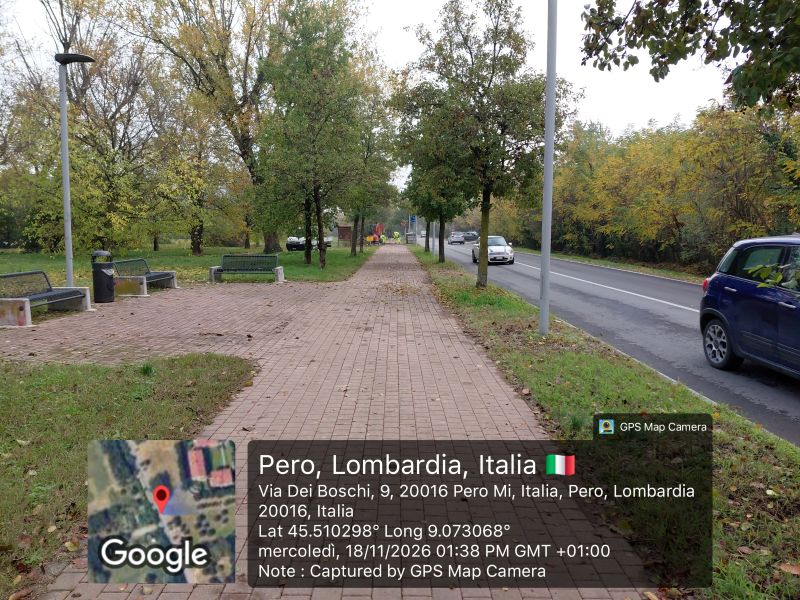 GPS Map Camera
Pero, Lombardia, Italia
Via Dei Boschi, 9, 20016 Pero Mi, Italia, Pero, Lombardia
20016, Italia
Lat 45.510298° Long 9.073068°
mercoledì, 18/11/2026 01:38 PM GMT +01:00
Note : Captured by GPS Map Camera
Google